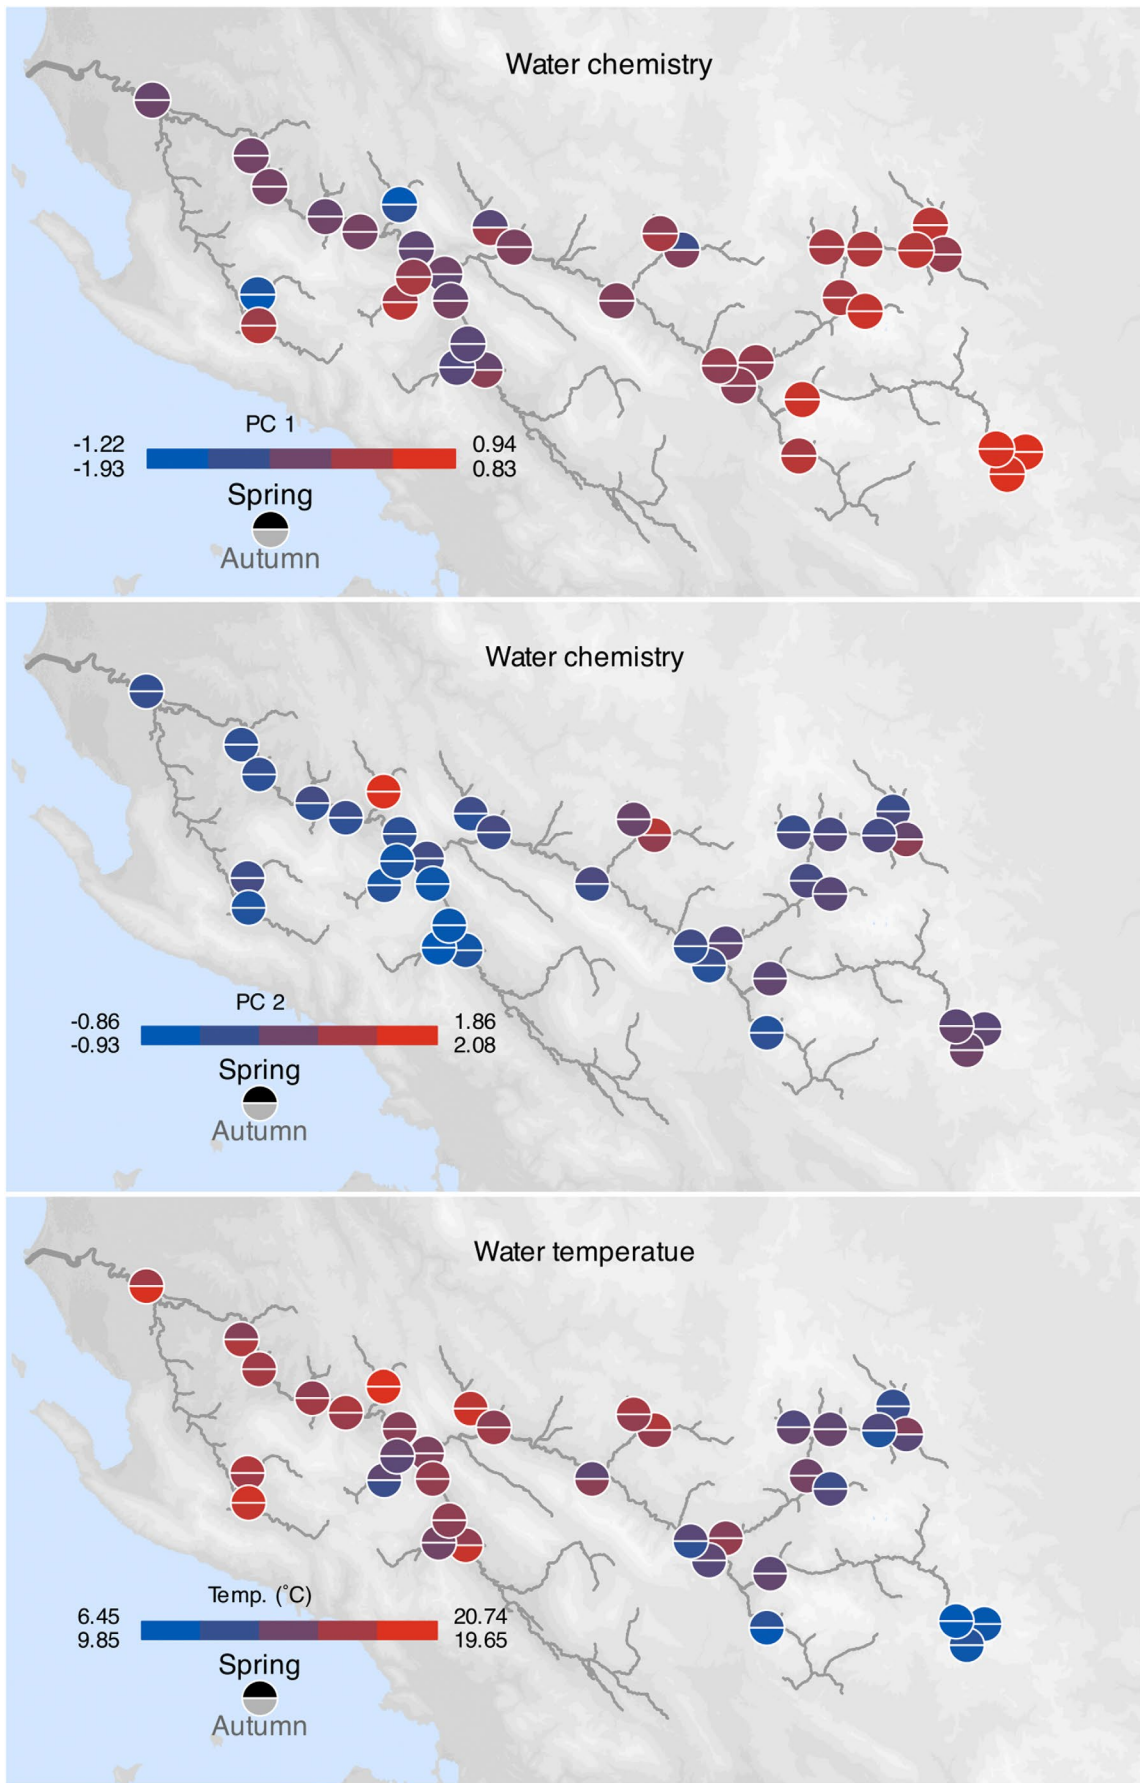 Water chemistry
PC 1
-1.22 0.94
-1.93 0.83
Spring
Autumn
Water chemistry
PC 2
-0.86 1.86
-0.93 2.08
Spring
Autumn
Water temperatue
Temp. (˚C)
6.45 20.74
9.85 19.65
Spring
Autumn